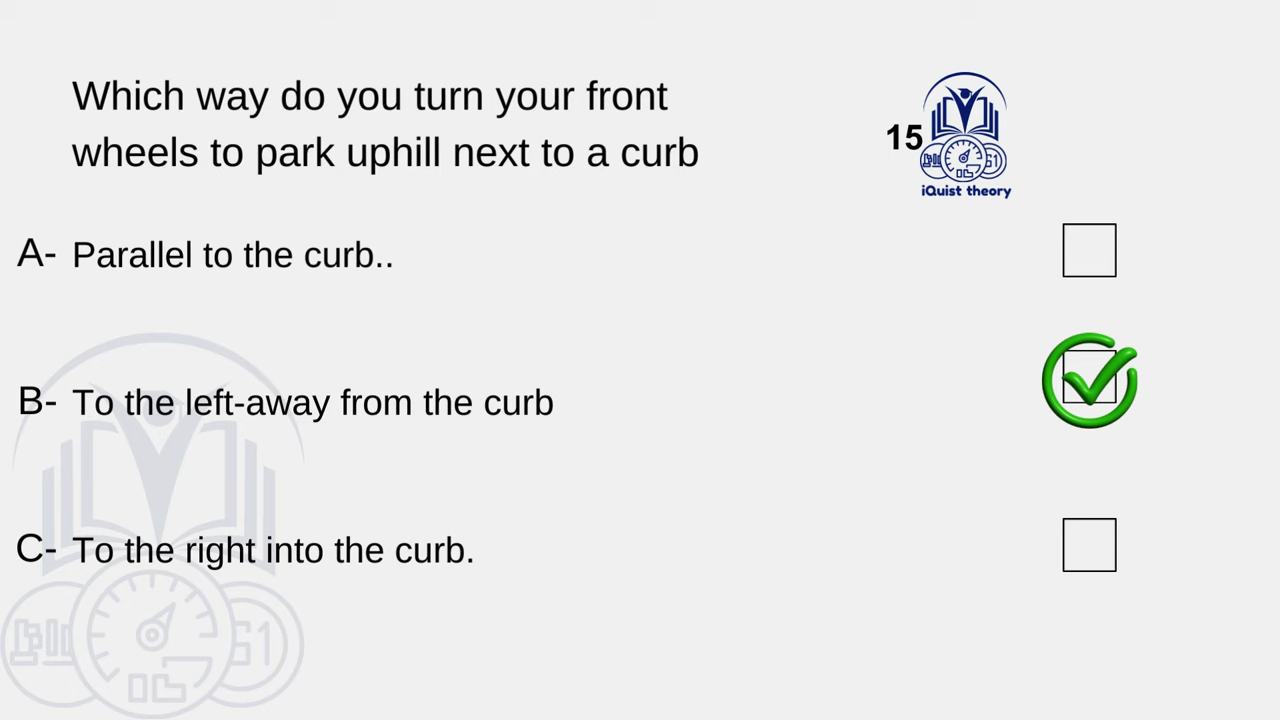 Which way do you turn your front
wheels to park uphill next to a curb
15
iQuist theory
A- Parallel to the curb..
B- To the left-away from the curb
C- To the right into the curb.